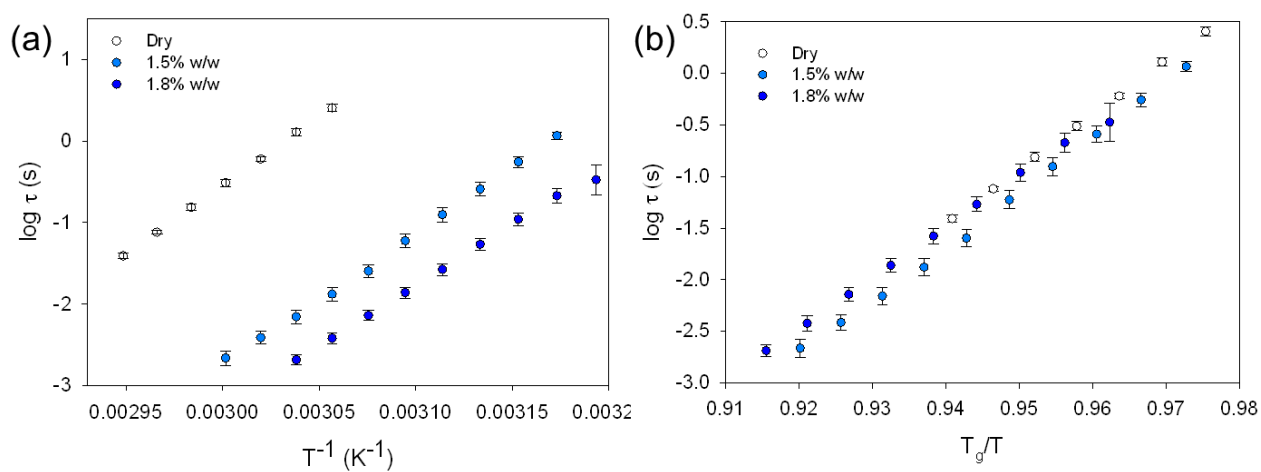 (a)
Dry
1.5% w/w
1.8% w/w
1
0
-1
-2
-3
log τ (s)
0.00295 0.00300 0.00305 0.00310 0.00315 0.0032
T⁻¹ (K⁻¹)
(b)
Dry
1.5% w/w
1.8% w/w
0.5
0.0
-0.5
-1.0
-1.5
-2.0
-2.5
-3.0
log τ (s)
0.91 0.92 0.93 0.94 0.95 0.96 0.97 0.98
Tg/T